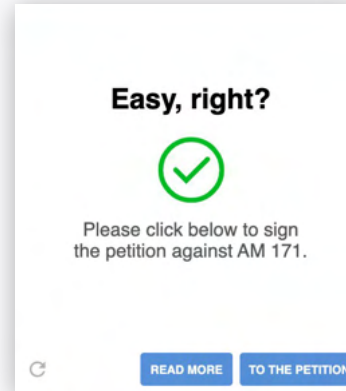 Easy, right?
Please click below to sign
the petition against AM 171.
READ MORE
TO THE PETITION